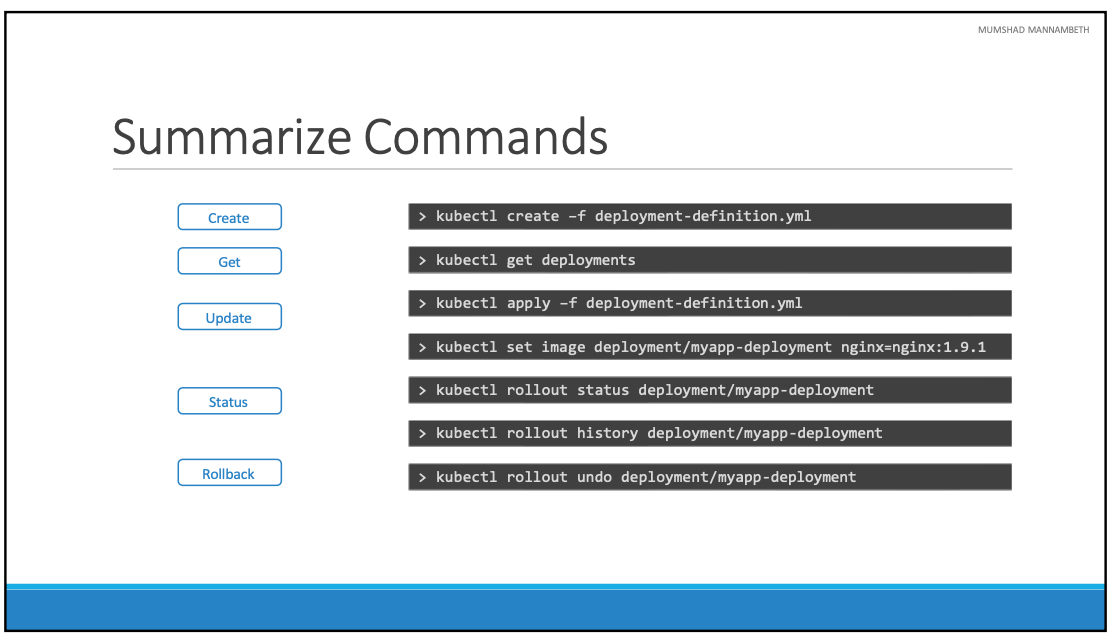 MUMSHAD MANNAMBETH
Summarize Commands
Create
> kubectl create –f deployment-definition.yml
Get
> kubectl get deployments
Update
> kubectl apply –f deployment-definition.yml
> kubectl set image deployment/myapp-deployment nginx=nginx:1.9.1
Status
> kubectl rollout status deployment/myapp-deployment
> kubectl rollout history deployment/myapp-deployment
Rollback
> kubectl rollout undo deployment/myapp-deployment